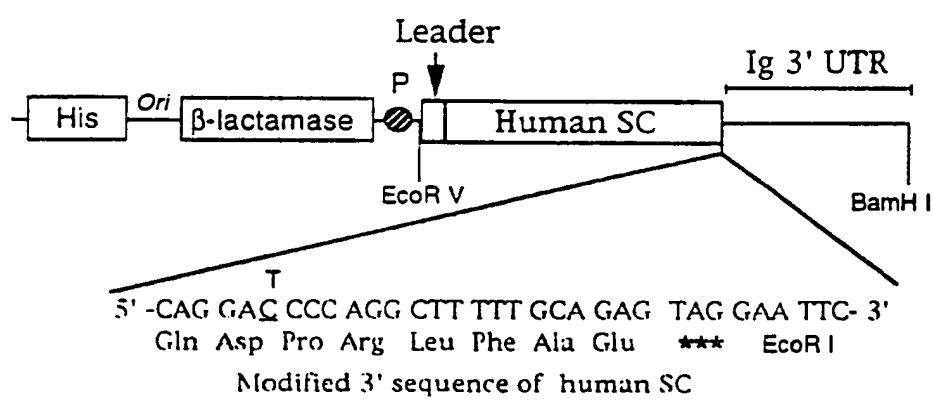 Leader
P
Ig 3' UTR
His
Ori
β-lactamase
Human SC
EcoR V
BamH I
T
5' -CAG GAC CCC AGG CTT TTT GCA GAG TAG GAA TTC- 3'
Gln Asp Pro Arg Leu Phe Ala Glu *** EcoR I
Modified 3' sequence of human SC